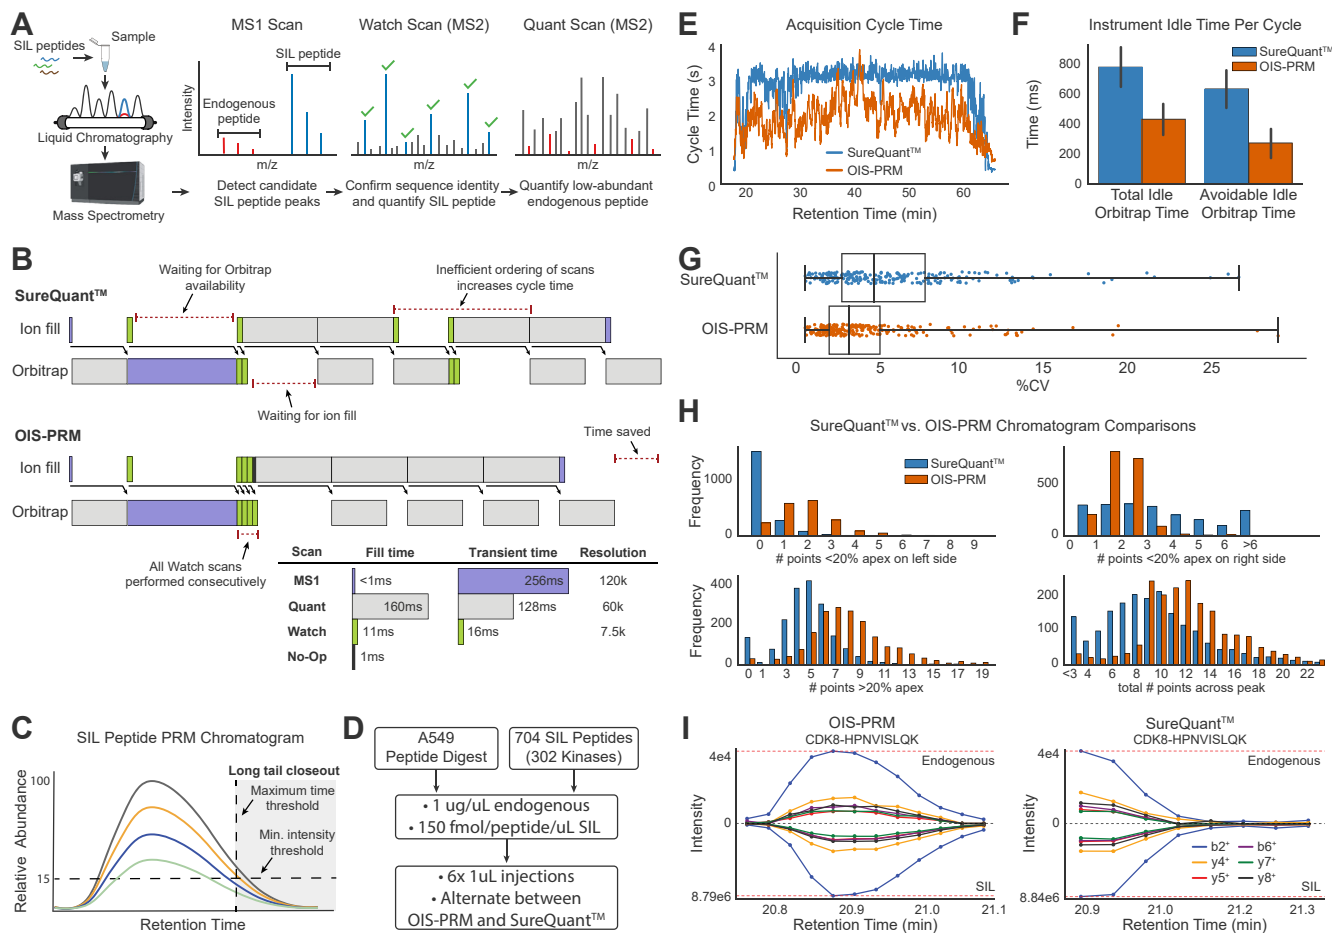 A
SIL peptides
Sample
Liquid Chromatography
Mass Spectrometry
MS1 Scan
SIL peptide
Endogenous
peptide
Intensity
m/z
Detect candidate
SIL peptide peaks
Watch Scan (MS2)
m/z
Confirm sequence identity
and quantify SIL peptide
Quant Scan (MS2)
m/z
Quantify low-abundant
endogenous peptide
B
SureQuant™
Waiting for Orbitrap
availability
Inefficient ordering of scans
increases cycle time
Ion fill
Orbitrap
Waiting for ion fill
OIS-PRM
Time saved
Ion fill
Orbitrap
All Watch scans
performed consecutively
Scan Fill time Transient time Resolution
MS1 <1ms 256ms 120k
Quant 160ms 128ms 60k
Watch 11ms 16ms 7.5k
No-Op 1ms
C
SIL Peptide PRM Chromatogram
Long tail closeout
Maximum time
threshold
Min. intensity
threshold
Relative Abundance
100
15
Retention Time
D
A549
Peptide Digest
704 SIL Peptides
(302 Kinases)
• 1 ug/uL endogenous
• 150 fmol/peptide/uL SIL
• 6x 1uL injections
• Alternate between
OIS-PRM and SureQuant™
E
Acquisition Cycle Time
Cycle Time (s)
4
3
2
1
0
SureQuant™
OIS-PRM
20 30 40 50 60
Retention Time (min)
F
Instrument Idle Time Per Cycle
SureQuant™
OIS-PRM
Time (ms)
800
600
400
200
0
Total Idle
Orbitrap Time
Avoidable Idle
Orbitrap Time
G
SureQuant™
OIS-PRM
0 5 10 15 20 25
%CV
H
SureQuant™ vs. OIS-PRM Chromatogram Comparisons
Frequency
1000
0
SureQuant™
OIS-PRM
0 1 2 3 4 5 6 7 8 9
# points <20% apex on left side
500
0
0 1 2 3 4 5 6 >6
# points <20% apex on right side
Frequency
400
200
0
0 1 3 5 7 9 11 13 15 17 19
# points >20% apex
200
100
0
<3 4 6 8 10 12 14 16 18 20 22
total # points across peak
I
OIS-PRM
CDK8-HPNVISLQK
4e4
Endogenous
Intensity
0
SIL
8.79e6
20.8 20.9 21.0 21.1
Retention Time (min)
SureQuant™
CDK8-HPNVISLQK
4e4
Endogenous
Intensity
0
b2⁺ b6⁺
y4⁺ y7⁺
y5⁺ y8⁺
SIL
8.84e6
20.9 21.0 21.2 21.3
Retention Time (min)